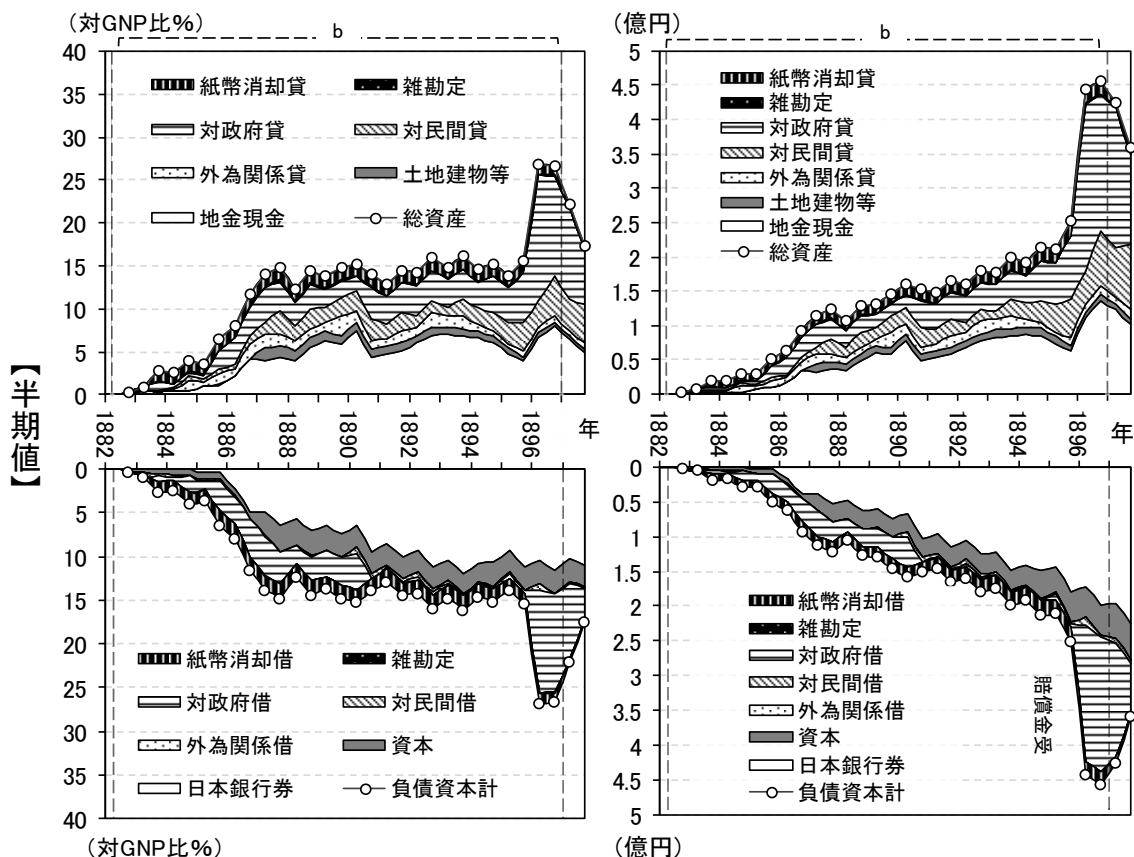 (対GNP比%)
b
40
35
30
25
20
15
10
5
0
紙幣消却貸
雑勘定
対政府貸
対民間貸
外為関係貸
土地建物等
地金現金
総資産
(億円)
b
5
4.5
4
3.5
3
2.5
2
1.5
1
0.5
0
紙幣消却貸
雑勘定
対政府貸
対民間貸
外為関係貸
土地建物等
地金現金
総資産
【半期値】
1882
1884
1886
1888
1890
1892
1894
1896
年
1882
1884
1886
1888
1890
1892
1894
1896
年
0
5
10
15
20
25
30
35
40
紙幣消却借
雑勘定
対政府借
対民間借
外為関係借
資本
日本銀行券
負債資本計
(対GNP比%)
0
0.5
1
1.5
2
2.5
3
3.5
4
4.5
5
紙幣消却借
雑勘定
対政府借
対民間借
外為関係借
資本
日本銀行券
負債資本計
賠償金受
(億円)